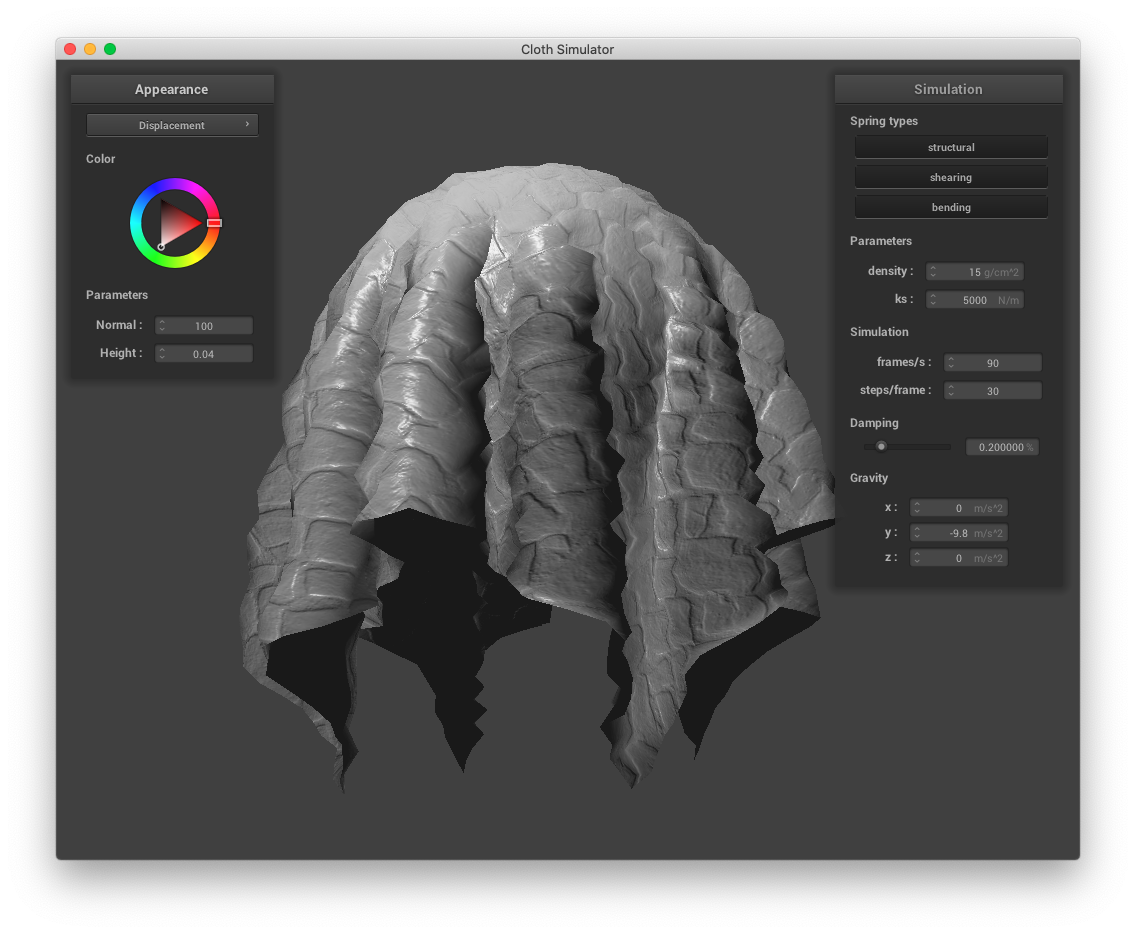 Cloth Simulator
Appearance
Displacement ›
Color
Parameters
Normal : 100
Height : 0.04
Simulation
Spring types
structural
shearing
bending
Parameters
density : 15 g/cm^2
ks : 5000 N/m
Simulation
frames/s : 90
steps/frame : 30
Damping
0.200000 %
Gravity
x : 0 m/s^2
y : -9.8 m/s^2
z : 0 m/s^2